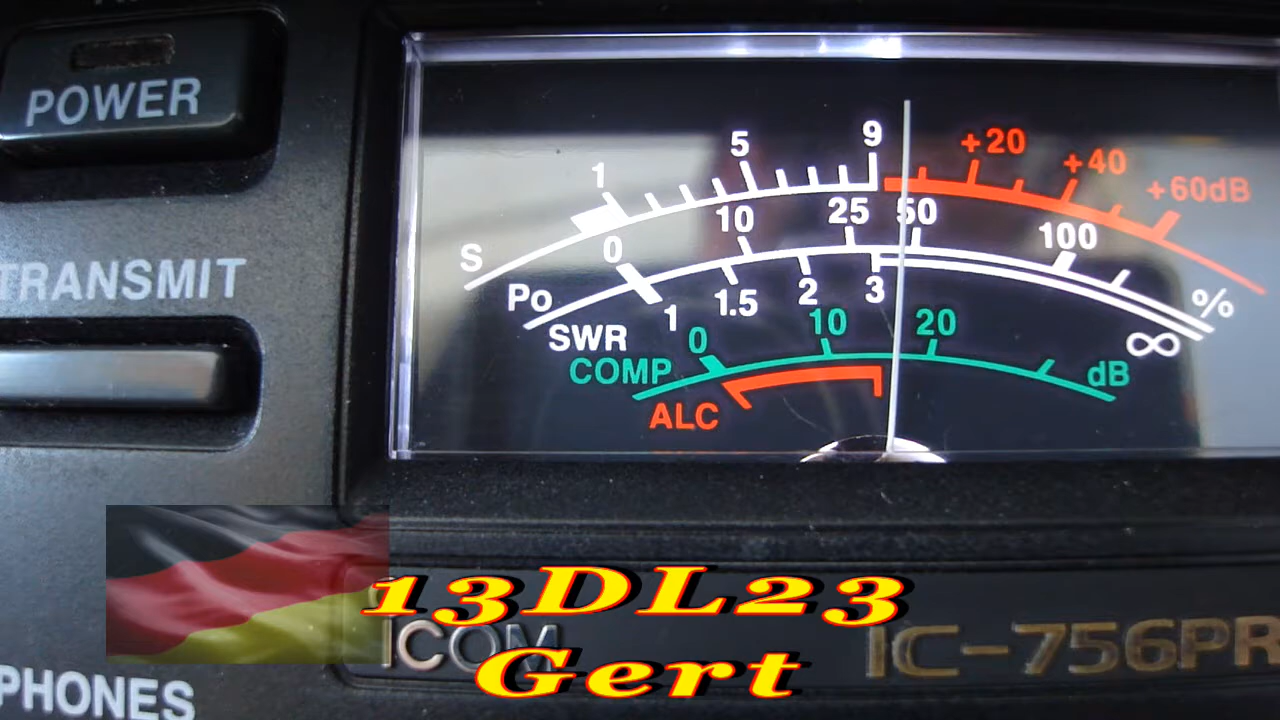 POWER
TRANSMIT
PHONES
S 1 5 9 +20 +40 +60dB
Po 0 10 25 50 100 %
SWR 1 1.5 2 3 ∞
COMP 0 10 20 dB
ALC
13DL23
ICOM IC-756PR
Gert